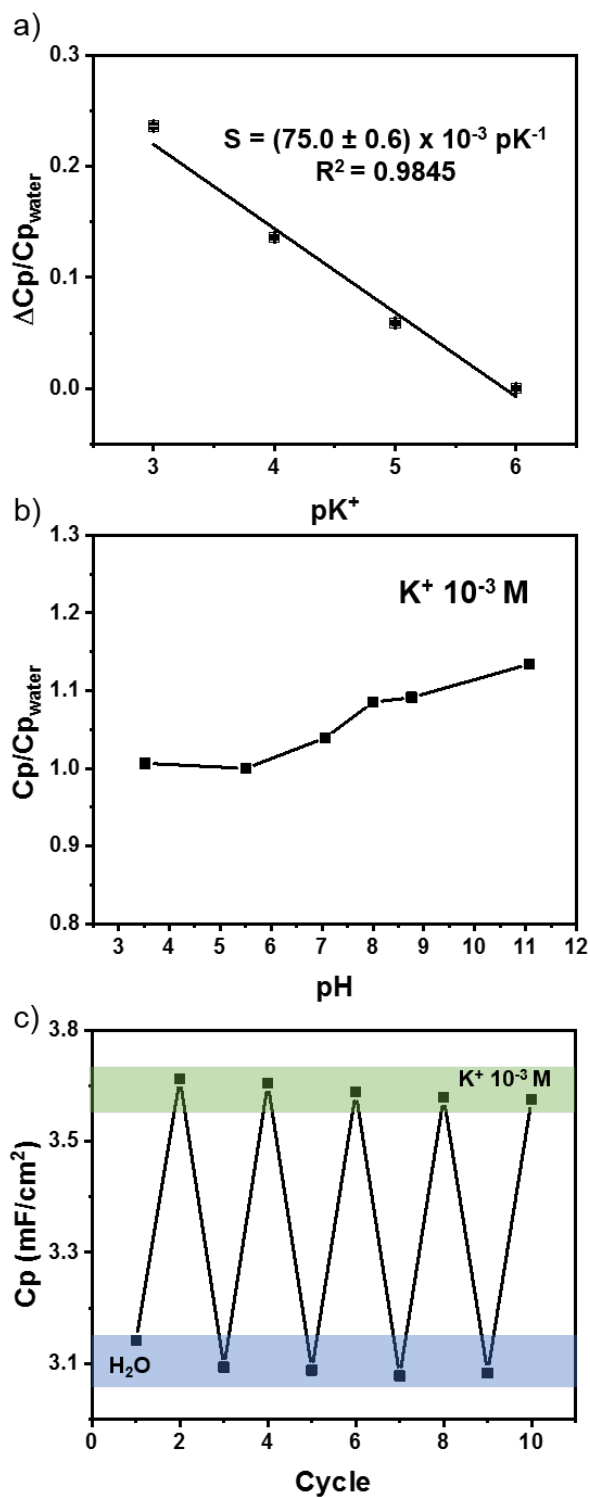 a)
0.3
0.2
0.1
0.0
ΔCp/Cp_water
S = (75.0 ± 0.6) x 10⁻³ pK⁻¹
R² = 0.9845
3 4 5 6
pK⁺
b)
1.3
1.2
1.1
1.0
0.9
0.8
Cp/Cp_water
K⁺ 10⁻³ M
3 4 5 6 7 8 9 10 11 12
pH
c)
3.8
3.5
3.3
3.1
Cp (mF/cm²)
K⁺ 10⁻³ M
H₂O
0 2 4 6 8 10
Cycle